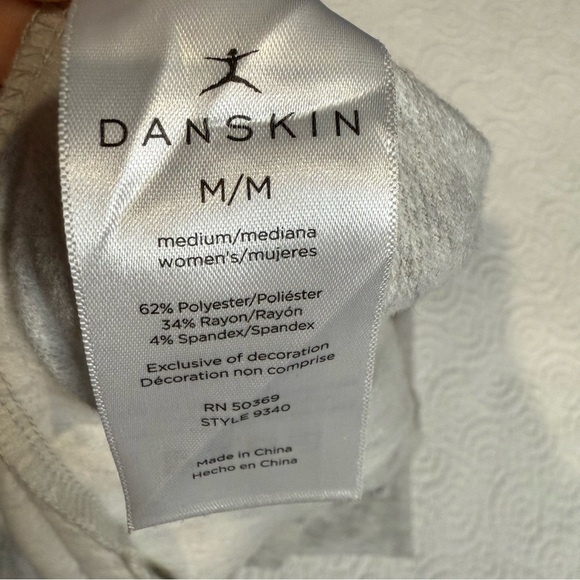 DANSKIN
M/M
medium/mediana
women's/mujeres
62% Polyester/Poliéster
34% Rayon/Rayón
4% Spandex/Spandex
Exclusive of decoration
Décoration non comprise
RN 50369
STYLE 9340
Made in China
Hecho en China